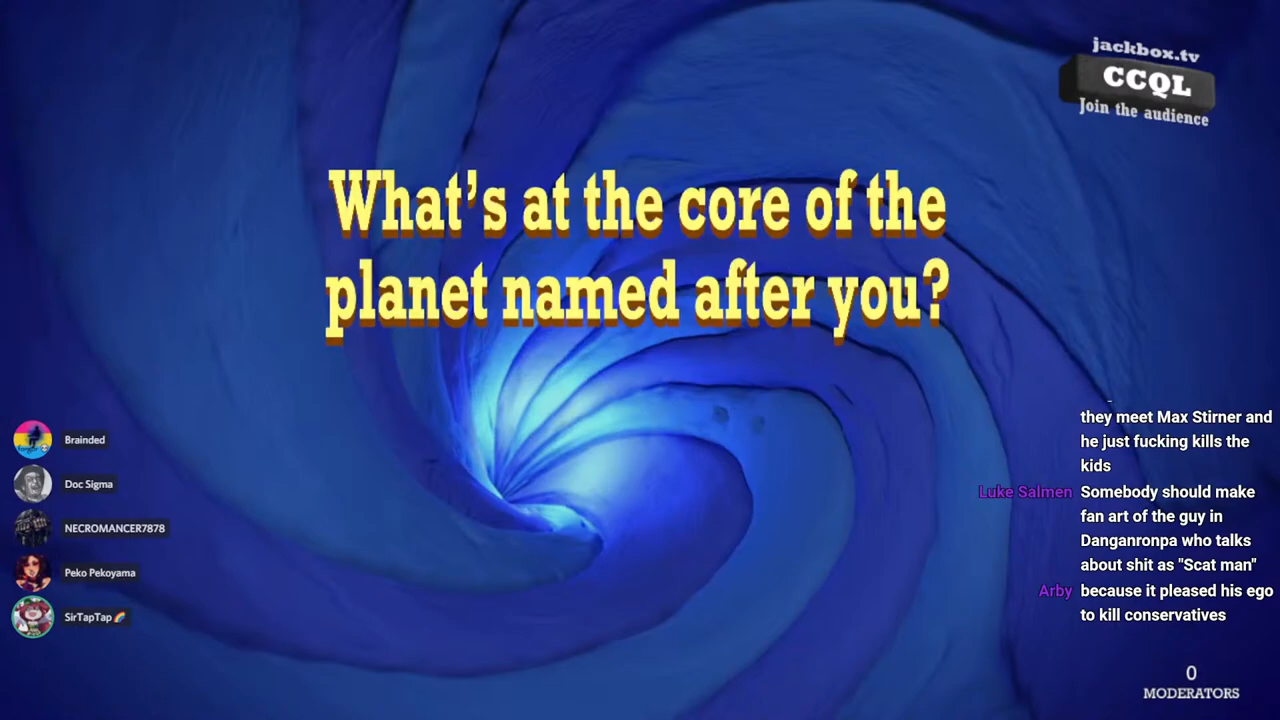 jackbox.tv
CCQL
Join the audience
What's at the core of the
planet named after you?
Brainded
Doc Sigma
NECROMANCER7878
Peko Pekoyama
SirTapTap🌈
they meet Max Stirner and
he just fucking kills the
kids
Luke Salmen Somebody should make
fan art of the guy in
Danganronpa who talks
about shit as "Scat man"
Arby because it pleased his ego
to kill conservatives
0
MODERATORS